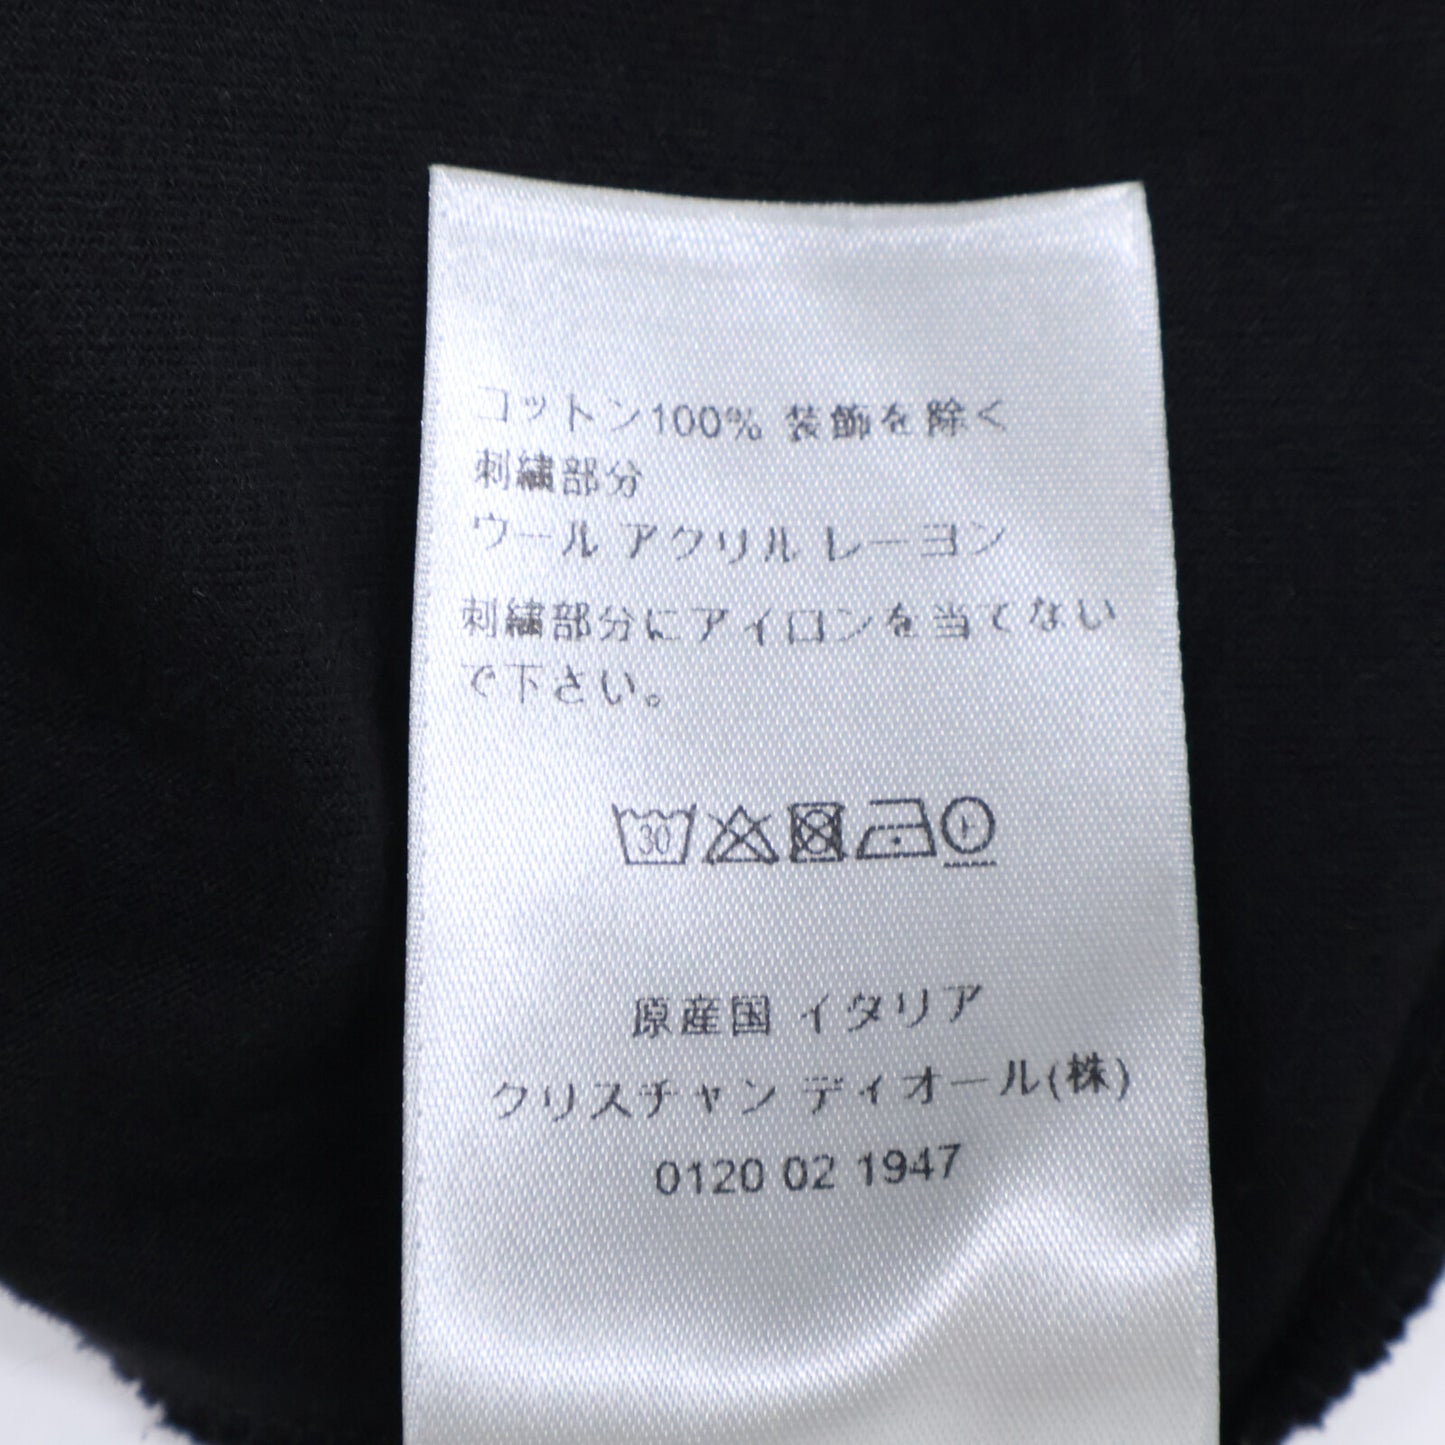 コットン100% 装飾を除く
刺繍部分
ウール アクリル レーヨン
刺繍部分にアイロンを当てない
で下さい。
30
原産国 イタリア
クリスチャン ディオール(株)
0120 02 1947